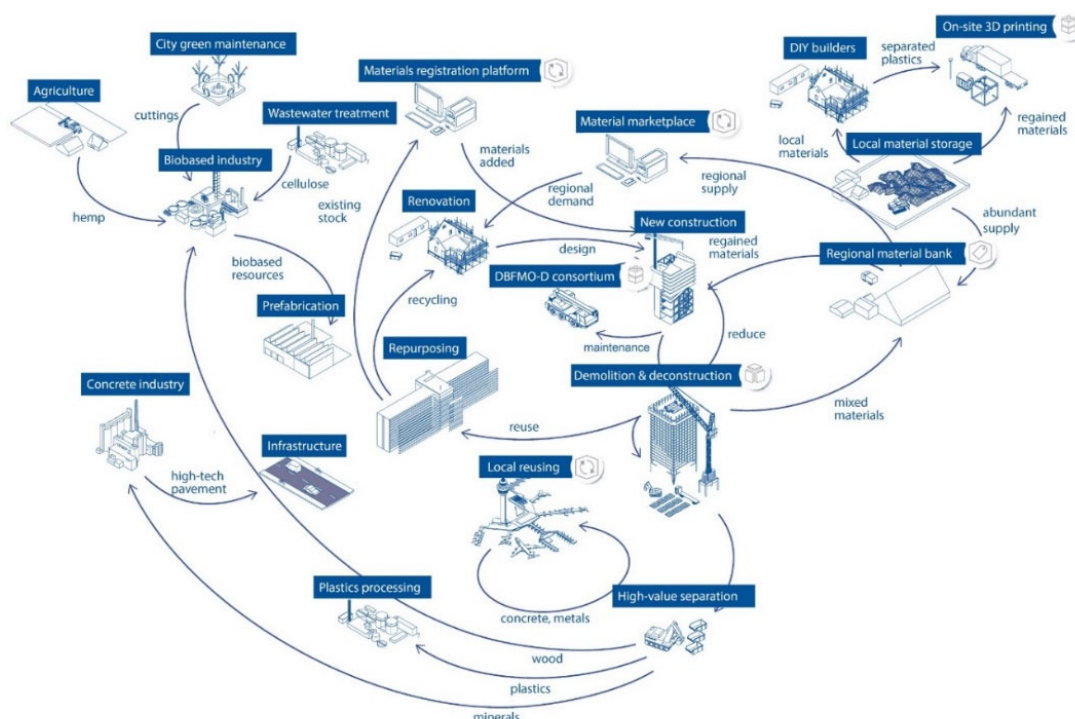 City green maintenance
On-site 3D printing
DIY builders
separated
plastics
Materials registration platform
Agriculture
cuttings
Wastewater treatment
Material marketplace
regained
materials
Biobased industry
materials
added
local
materials
Local material storage
cellulose
regional
supply
hemp
existing
stock
Renovation
regional
demand
abundant
supply
New construction
design
regained
materials
Regional material bank
biobased
resources
DBFMO-D consortium
Prefabrication
recycling
reduce
maintenance
Repurposing
Demolition & deconstruction
Concrete industry
mixed
materials
reuse
Infrastructure
Local reusing
high-tech
pavement
Plastics processing
High-value separation
concrete, metals
wood
plastics
minerals